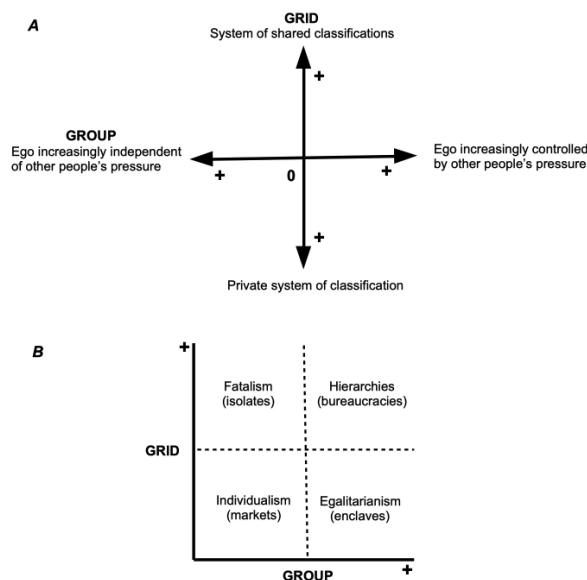 A
GRID
System of shared classifications
+
GROUP
Ego increasingly independent
of other people's pressure
Ego increasingly controlled
by other people's pressure
+
0
+
+
Private system of classification
B
+
Fatalism
(isolates)
Hierarchies
(bureaucracies)
GRID
Individualism
(markets)
Egalitarianism
(enclaves)
GROUP
+